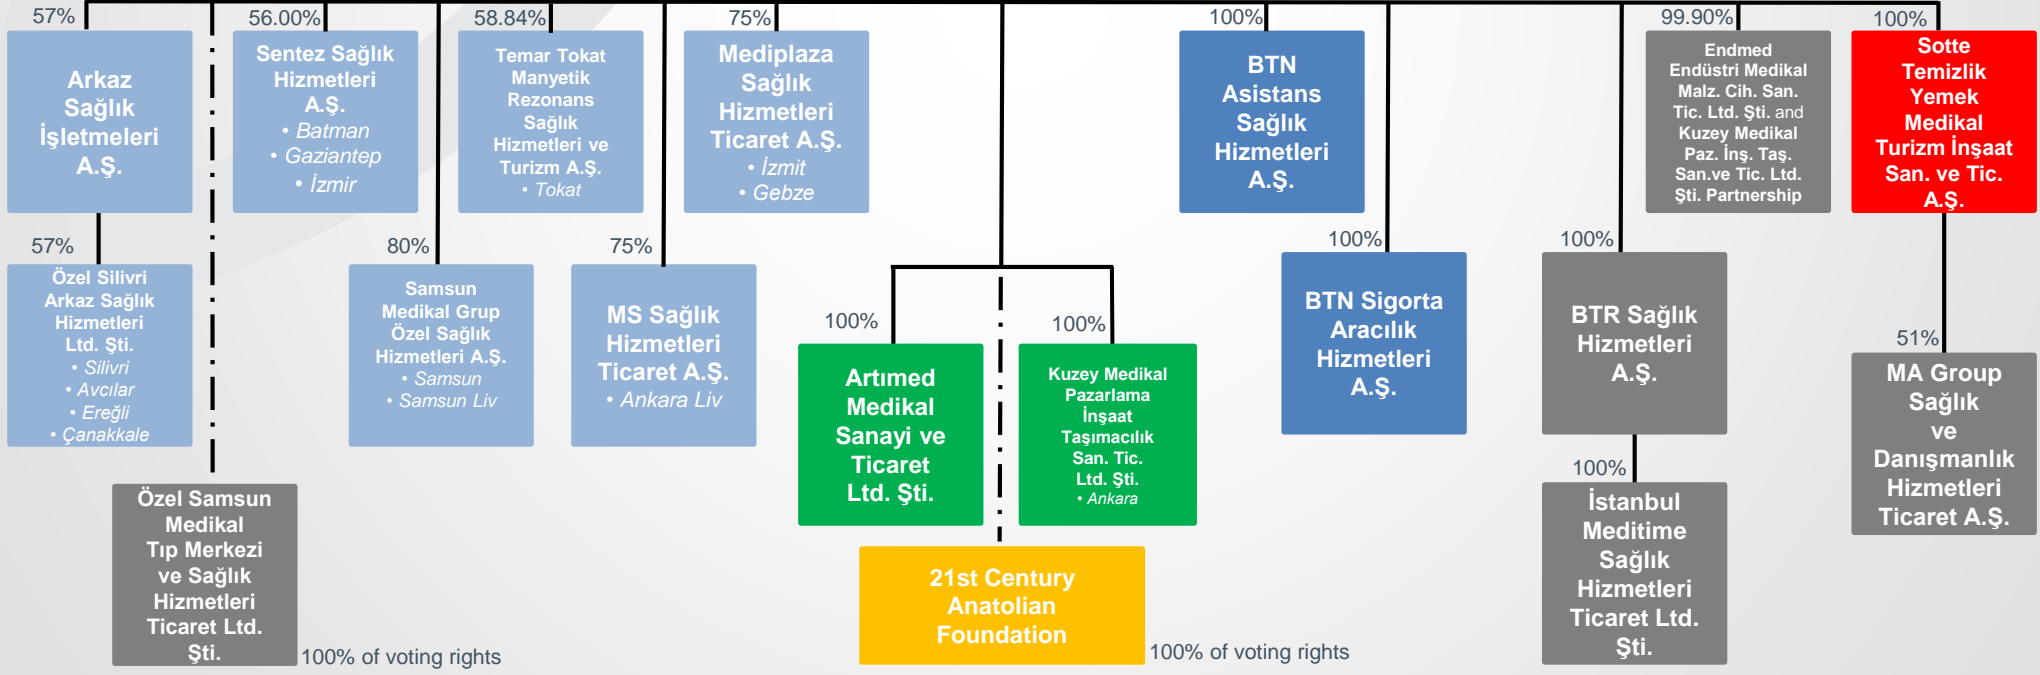 57%
Arkaz
Sağlık
İşletmeleri
A.Ş.
56.00%
Sentez Sağlık
Hizmetleri
A.Ş.
• Batman
• Gaziantep
• İzmir
58.84%
Temar Tokat
Manyetik
Rezonans
Sağlık
Hizmetleri ve
Turizm A.Ş.
• Tokat
75%
Mediplaza
Sağlık
Hizmetleri
Ticaret A.Ş.
• İzmit
• Gebze
100%
BTN
Asistans
Sağlık
Hizmetleri
A.Ş.
99.90%
Endmed
Endüstri Medikal
Malz. Cih. San.
Tic. Ltd. Şti. and
Kuzey Medikal
Paz. İnş. Taş.
San.ve Tic. Ltd.
Şti. Partnership
100%
Sotte
Temizlik
Yemek
Medikal
Turizm İnşaat
San. ve Tic.
A.Ş.
57%
Özel Silivri
Arkaz Sağlık
Hizmetleri
Ltd. Şti.
• Silivri
• Avcılar
• Ereğli
• Çanakkale
80%
Samsun
Medikal Grup
Özel Sağlık
Hizmetleri A.Ş.
• Samsun
• Samsun Liv
75%
MS Sağlık
Hizmetleri
Ticaret A.Ş.
• Ankara Liv
100%
Artımed
Medikal
Sanayi ve
Ticaret
Ltd. Şti.
100%
Kuzey Medikal
Pazarlama
İnşaat
Taşımacılık
San. Tic.
Ltd. Şti.
• Ankara
100%
BTN Sigorta
Aracılık
Hizmetleri
A.Ş.
100%
BTR Sağlık
Hizmetleri
A.Ş.
51%
MA Group
Sağlık
ve
Danışmanlık
Hizmetleri
Ticaret A.Ş.
Özel Samsun
Medikal
Tıp Merkezi
ve Sağlık
Hizmetleri
Ticaret Ltd.
Şti.
100% of voting rights
21st Century
Anatolian
Foundation
100% of voting rights
100%
İstanbul
Meditime
Sağlık
Hizmetleri
Ticaret Ltd.
Şti.